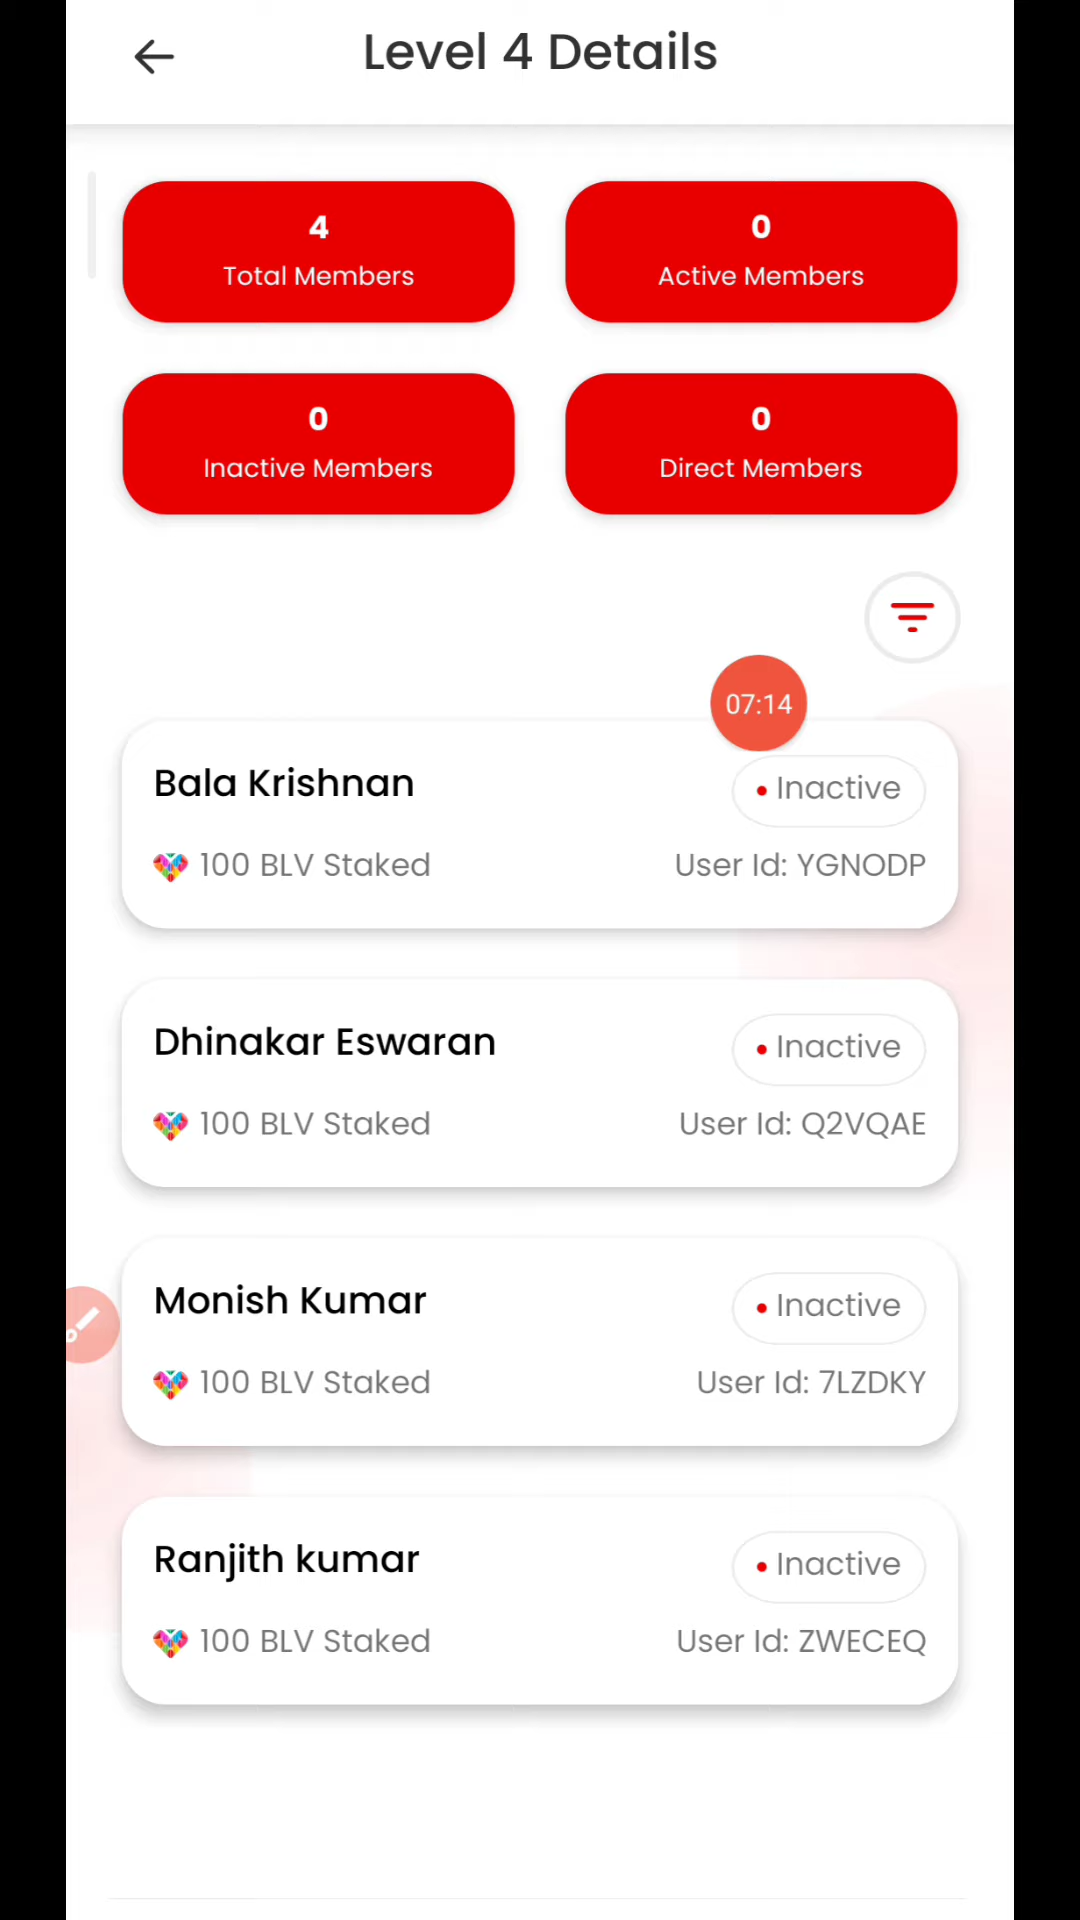 Level 4 Details
4
Total Members
0
Active Members
0
Inactive Members
0
Direct Members
07:14
Bala Krishnan
Inactive
100 BLV Staked
User Id: YGNODP
Dhinakar Eswaran
Inactive
100 BLV Staked
User Id: Q2VQAE
Monish Kumar
Inactive
100 BLV Staked
User Id: 7LZDKY
Ranjith kumar
Inactive
100 BLV Staked
User Id: ZWECEQ